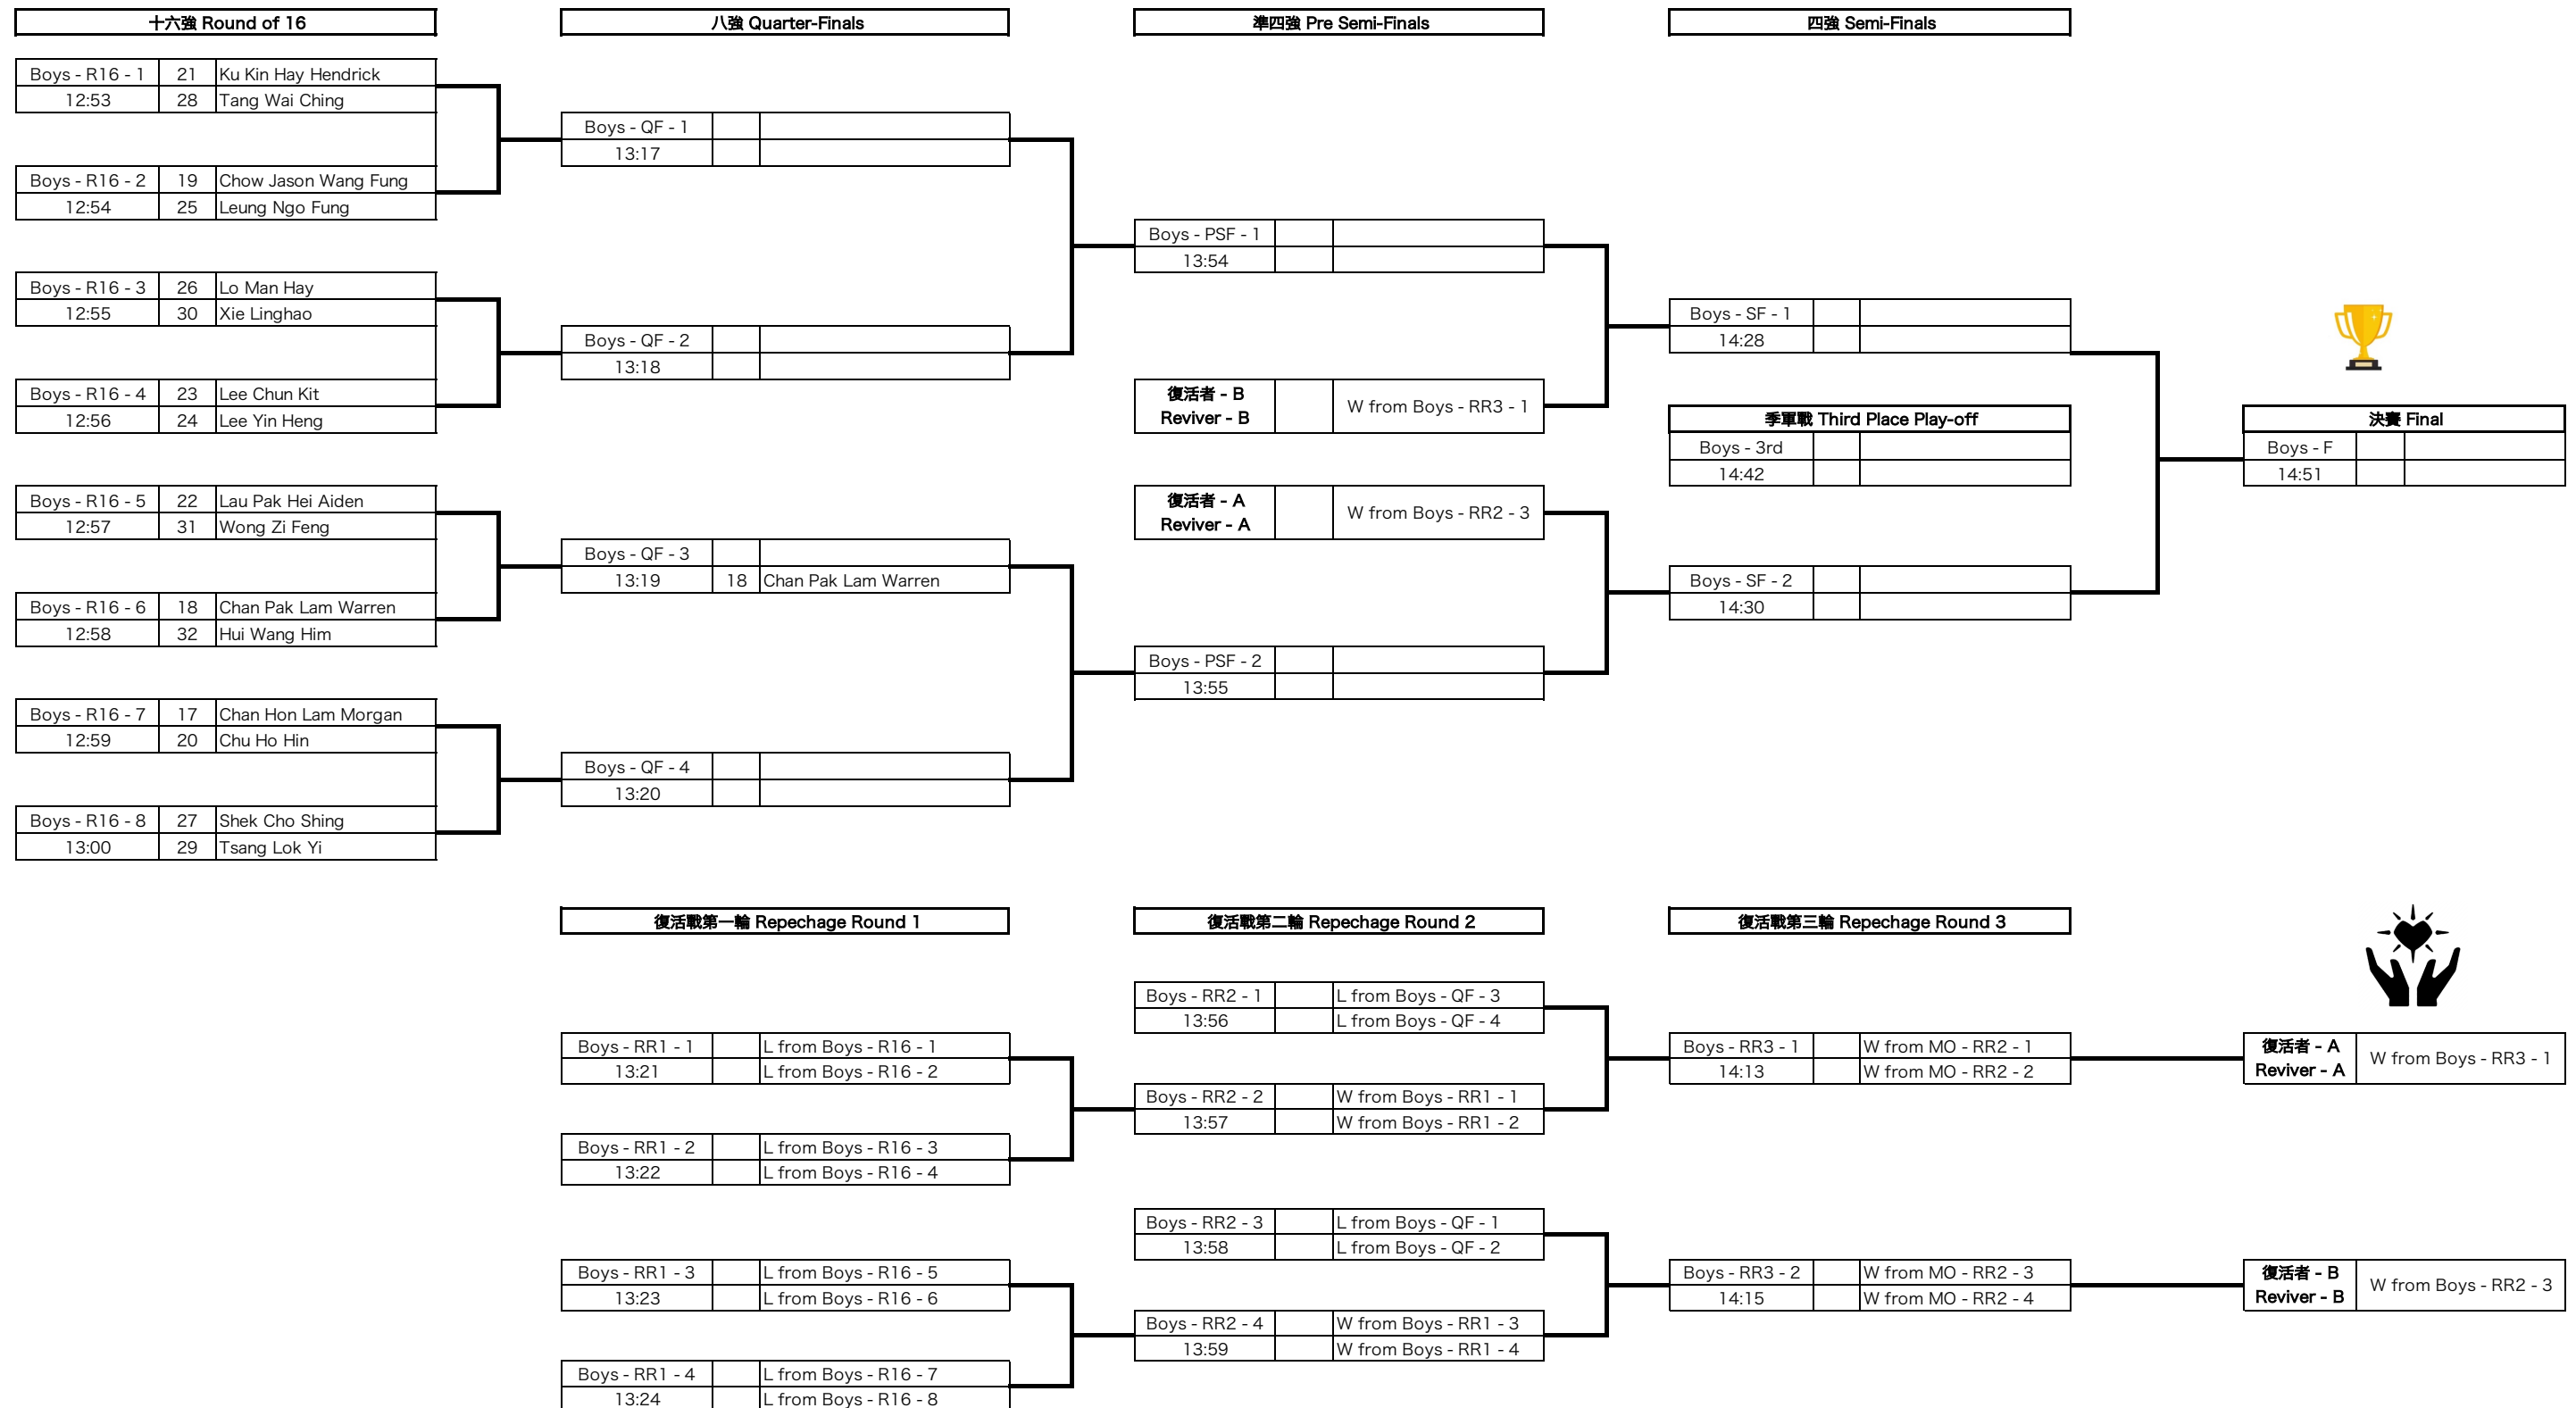 十六強 Round of 16
八強 Quarter-Finals
準四強 Pre Semi-Finals
四強 Semi-Finals
Boys - R16 - 1 21 Ku Kin Hay Hendrick
12:53 28 Tang Wai Ching
Boys - QF - 1
13:17
Boys - R16 - 2 19 Chow Jason Wang Fung
12:54 25 Leung Ngo Fung
Boys - PSF - 1
13:54
Boys - R16 - 3 26 Lo Man Hay
12:55 30 Xie Linghao
Boys - SF - 1
14:28
Boys - QF - 2
13:18
Boys - R16 - 4 23 Lee Chun Kit
12:56 24 Lee Yin Heng
復活者 - B
Reviver - B
W from Boys - RR3 - 1
季軍戰 Third Place Play-off
Boys - 3rd
14:42
決賽 Final
Boys - F
14:51
Boys - R16 - 5 22 Lau Pak Hei Aiden
12:57 31 Wong Zi Feng
復活者 - A
Reviver - A
W from Boys - RR2 - 3
Boys - QF - 3
13:19 18 Chan Pak Lam Warren
Boys - SF - 2
14:30
Boys - R16 - 6 18 Chan Pak Lam Warren
12:58 32 Hui Wang Him
Boys - PSF - 2
13:55
Boys - R16 - 7 17 Chan Hon Lam Morgan
12:59 20 Chu Ho Hin
Boys - QF - 4
13:20
Boys - R16 - 8 27 Shek Cho Shing
13:00 29 Tsang Lok Yi
復活戰第一輪 Repechage Round 1
復活戰第二輪 Repechage Round 2
復活戰第三輪 Repechage Round 3
Boys - RR2 - 1 L from Boys - QF - 3
13:56 L from Boys - QF - 4
Boys - RR1 - 1 L from Boys - R16 - 1
13:21 L from Boys - R16 - 2
Boys - RR3 - 1 W from MO - RR2 - 1
14:13 W from MO - RR2 - 2
復活者 - A
Reviver - A
W from Boys - RR3 - 1
Boys - RR2 - 2 W from Boys - RR1 - 1
13:57 W from Boys - RR1 - 2
Boys - RR1 - 2 L from Boys - R16 - 3
13:22 L from Boys - R16 - 4
Boys - RR2 - 3 L from Boys - QF - 1
13:58 L from Boys - QF - 2
Boys - RR1 - 3 L from Boys - R16 - 5
13:23 L from Boys - R16 - 6
Boys - RR3 - 2 W from MO - RR2 - 3
14:15 W from MO - RR2 - 4
復活者 - B
Reviver - B
W from Boys - RR2 - 3
Boys - RR2 - 4 W from Boys - RR1 - 3
13:59 W from Boys - RR1 - 4
Boys - RR1 - 4 L from Boys - R16 - 7
13:24 L from Boys - R16 - 8